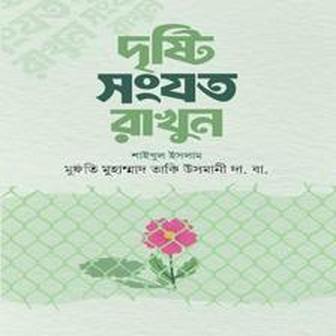 দৃষ্টি
সংযত
রাখুন
শাইখুল ইসলাম
মুফতি মুহাম্মাদ তাকি উসমানী দা. বা.